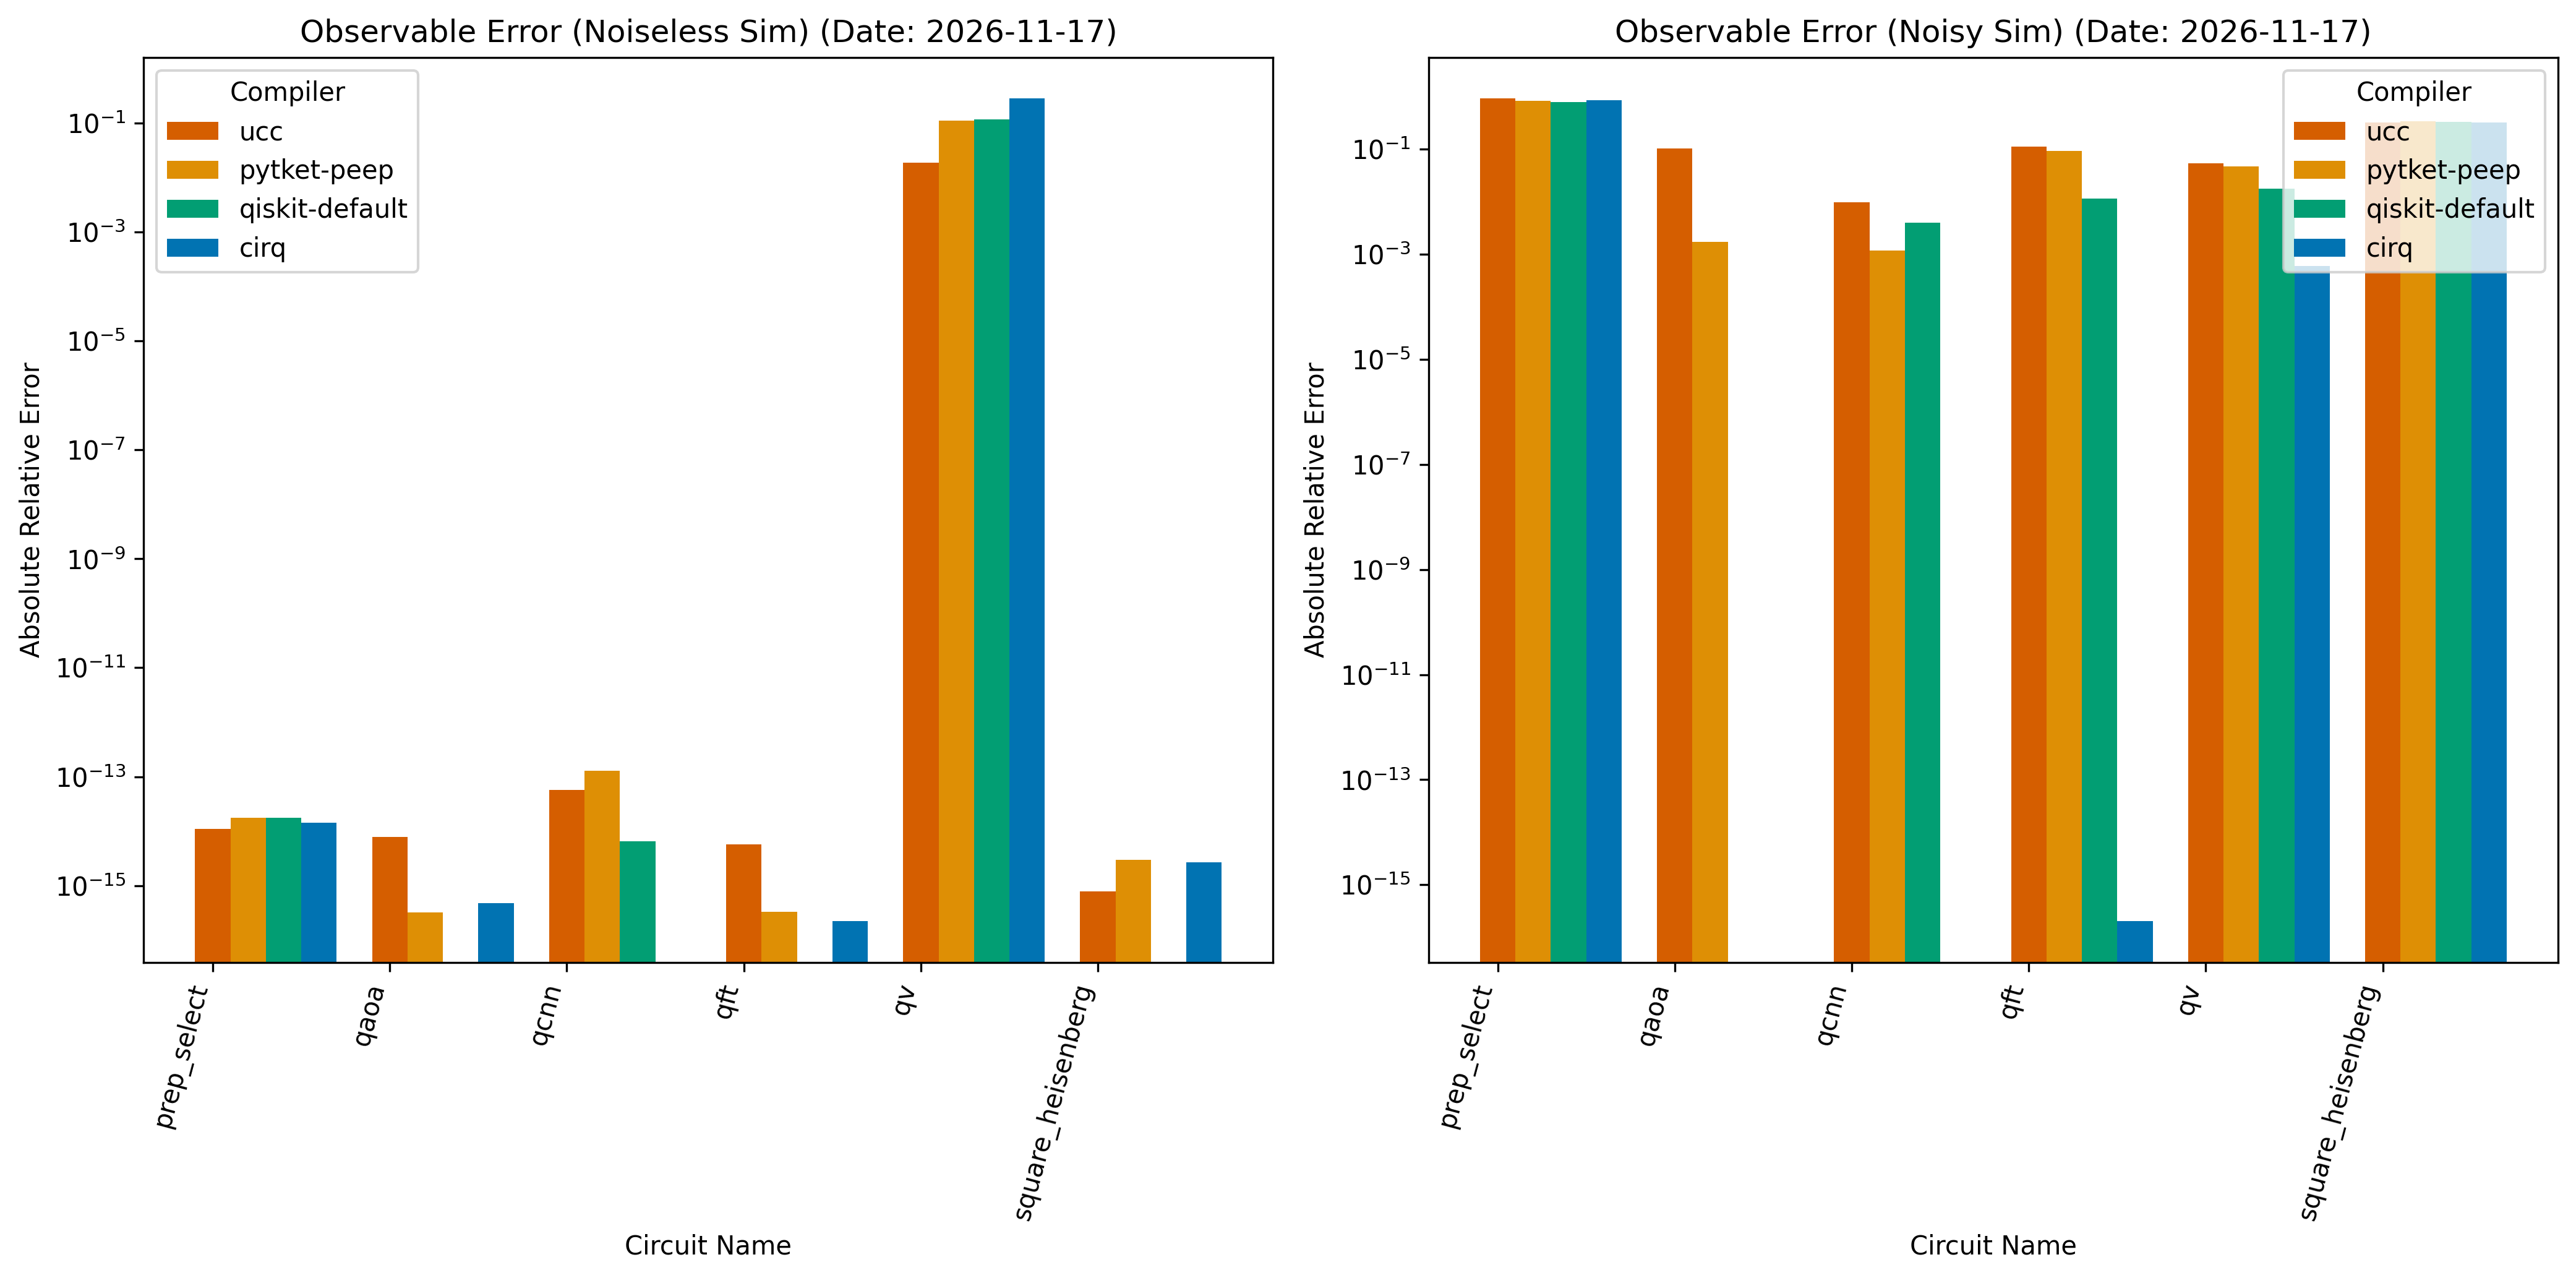 Observable Error (Noiseless Sim) (Date: 2026-11-17)
Absolute Relative Error
10⁻¹
10⁻³
10⁻⁵
10⁻⁷
10⁻⁹
10⁻¹¹
10⁻¹³
10⁻¹⁵
Compiler
ucc
pytket-peep
qiskit-default
cirq
prep_select
qaoa
qcnn
qft
qv
square_heisenberg
Circuit Name
Observable Error (Noisy Sim) (Date: 2026-11-17)
Absolute Relative Error
10⁻¹
10⁻³
10⁻⁵
10⁻⁷
10⁻⁹
10⁻¹¹
10⁻¹³
10⁻¹⁵
Compiler
ucc
pytket-peep
qiskit-default
cirq
prep_select
qaoa
qcnn
qft
qv
square_heisenberg
Circuit Name